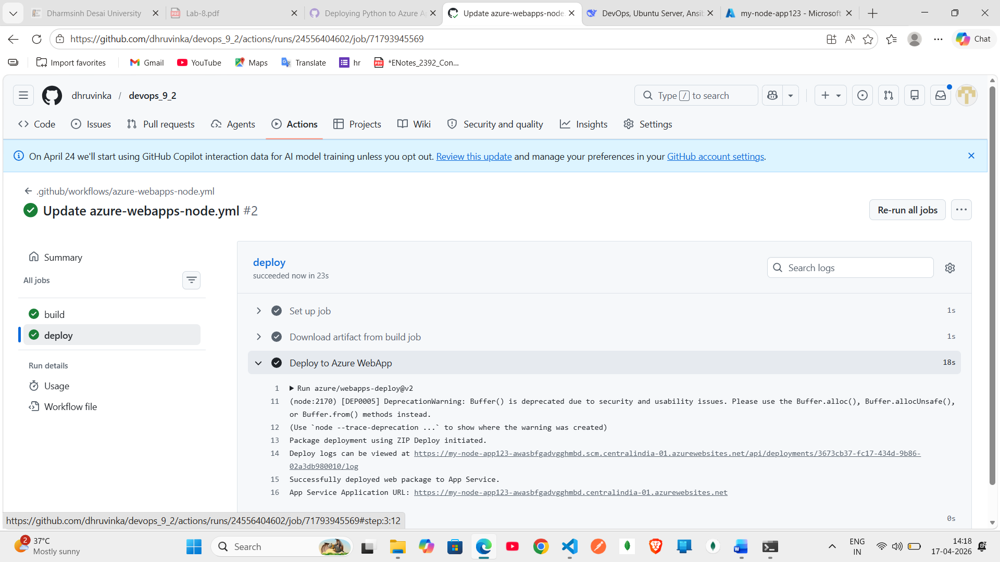 Dharmsinh Desai University
Lab-8.pdf
Deploying Python to Azure A
Update azure-webapps-node.
DevOps, Ubuntu Server, Ansib
my-node-app123 - Microsoft
https://github.com/dhruvinka/devops_9_2/actions/runs/24556404602/job/71793945569
Chat
Import favorites
Gmail
YouTube
Maps
Translate
hr
*ENotes_2392_Con...
dhruvinka / devops_9_2
Type / to search
Code
Issues
Pull requests
Agents
Actions
Projects
Wiki
Security and quality
Insights
Settings
On April 24 we'll start using GitHub Copilot interaction data for AI model training unless you opt out. Review this update and manage your preferences in your GitHub account settings.
.github/workflows/azure-webapps-node.yml
Update azure-webapps-node.yml #2
Re-run all jobs
Summary
All jobs
build
deploy
Run details
Usage
Workflow file
deploy
succeeded now in 23s
Search logs
Set up job 1s
Download artifact from build job 1s
Deploy to Azure WebApp 18s
1 Run azure/webapps-deploy@v2
11 (node:2170) [DEP0005] DeprecationWarning: Buffer() is deprecated due to security and usability issues. Please use the Buffer.alloc(), Buffer.allocUnsafe(),
or Buffer.from() methods instead.
12 (Use `node --trace-deprecation ...` to show where the warning was created)
13 Package deployment using ZIP Deploy initiated.
14 Deploy logs can be viewed at https://my-node-app123-awasbfgadvgghmbd.scm.centralindia-01.azurewebsites.net/api/deployments/3673cb37-fc17-434d-9b86-
02a3db980010/log
15 Successfully deployed web package to App Service.
16 App Service Application URL: https://my-node-app123-awasbfgadvgghmbd.centralindia-01.azurewebsites.net
0s
https://github.com/dhruvinka/devops_9_2/actions/runs/24556404602/job/71793945569#step:3:12
2
37°C
Mostly sunny
Search
ENG
IN
14:18
17-04-2026